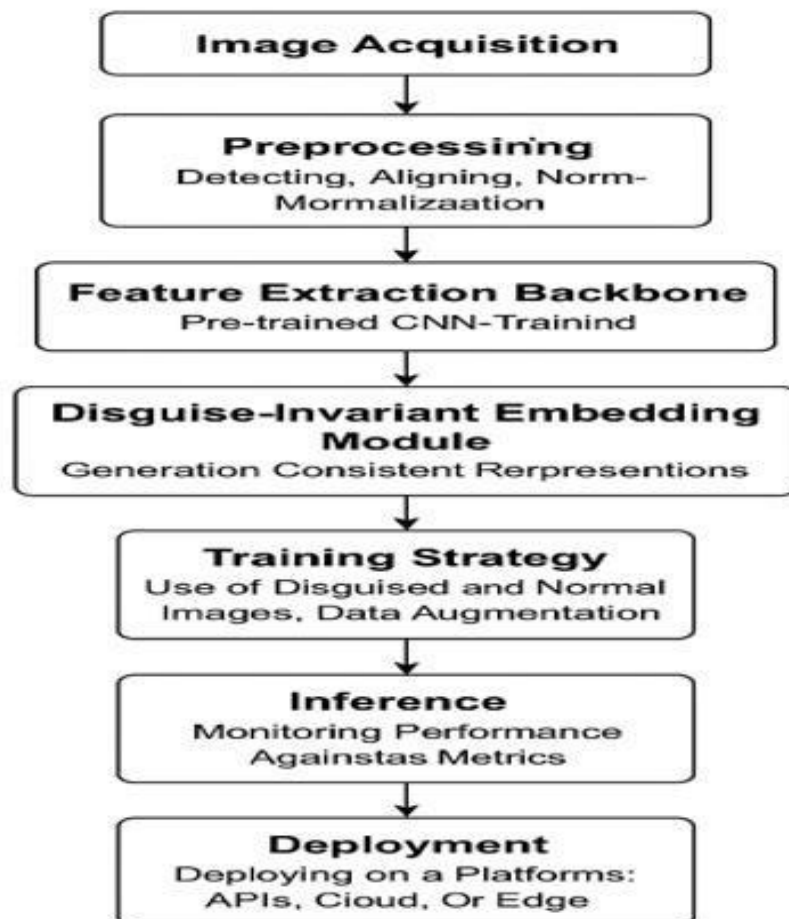 Image Acquisition
Preprocessing
Detecting, Aligning, Norm-
Mormalizaation
Feature Extraction Backbone
Pre-trained CNN-Trainind
Disguise-Invariant Embedding
Module
Generation Consistent Rerpresentions
Training Strategy
Use of Disguised and Normal
Images, Data Augmentation
Inference
Monitoring Performance
Againstas Metrics
Deployment
Deploying on a Platforms:
APIs, Cioud, Or Edge